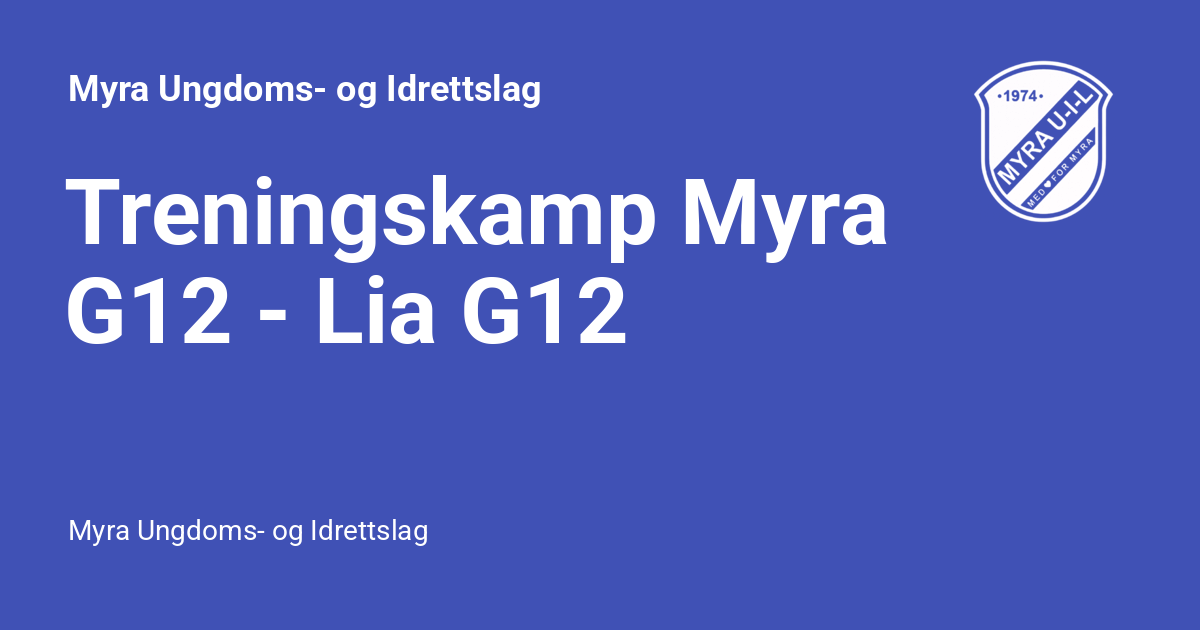 Myra Ungdoms- og Idrettslag
·1974·
MYRA U-I-L
MED♥FOR MYRA
Treningskamp Myra
G12 - Lia G12
Myra Ungdoms- og Idrettslag